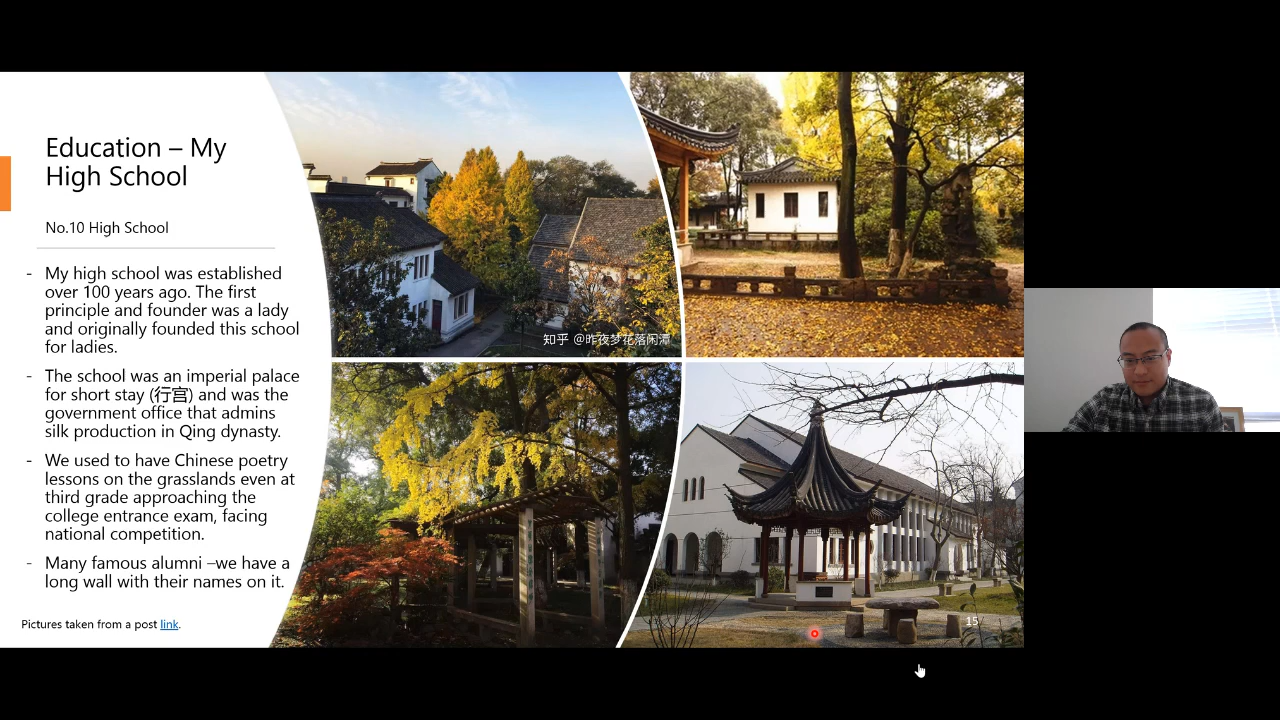 Education – My
High School
No.10 High School
- My high school was established
over 100 years ago. The first
principle and founder was a lady
and originally founded this school
for ladies.
- The school was an imperial palace
for short stay (行宫) and was the
government office that admins
silk production in Qing dynasty.
- We used to have Chinese poetry
lessons on the grasslands even at
third grade approaching the
college entrance exam, facing
national competition.
- Many famous alumni –we have a
long wall with their names on it.
Pictures taken from a post link.
知乎 @昨夜梦花落闲潭
15